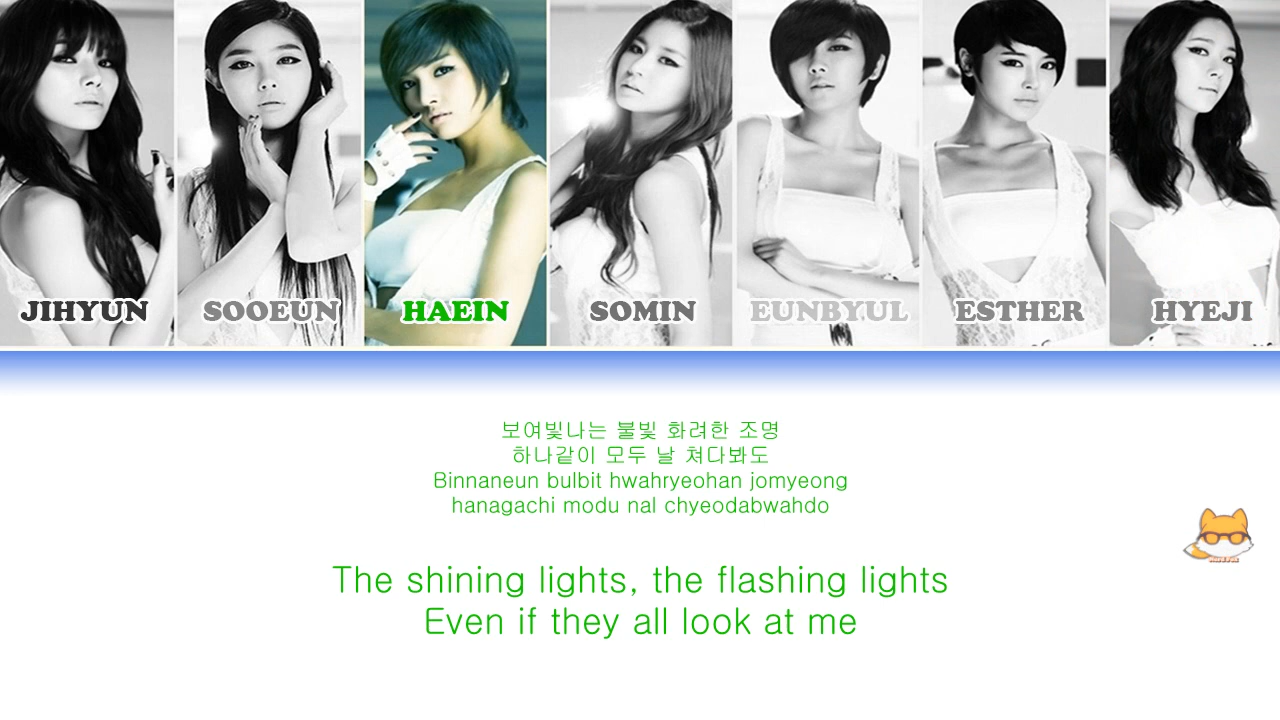 JIHYUN SOOEUN HAEIN SOMIN EUNBYUL ESTHER HYEJI
보여빛나는 불빛 화려한 조명
하나같이 모두 날 쳐다봐도
Binnaneun bulbit hwahryeohan jomyeong
hanagachi modu nal chyeodabwahdo
The shining lights, the flashing lights
Even if they all look at me